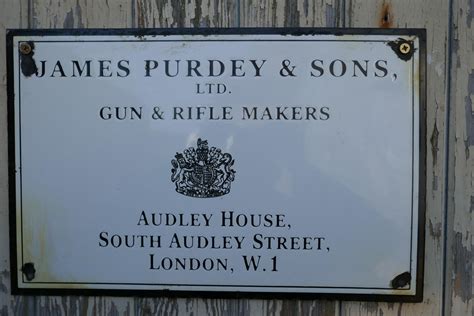 JAMES PURDEY & SONS,
LTD.
GUN & RIFLE MAKERS
AUDLEY HOUSE,
SOUTH AUDLEY STREET,
LONDON, W.1